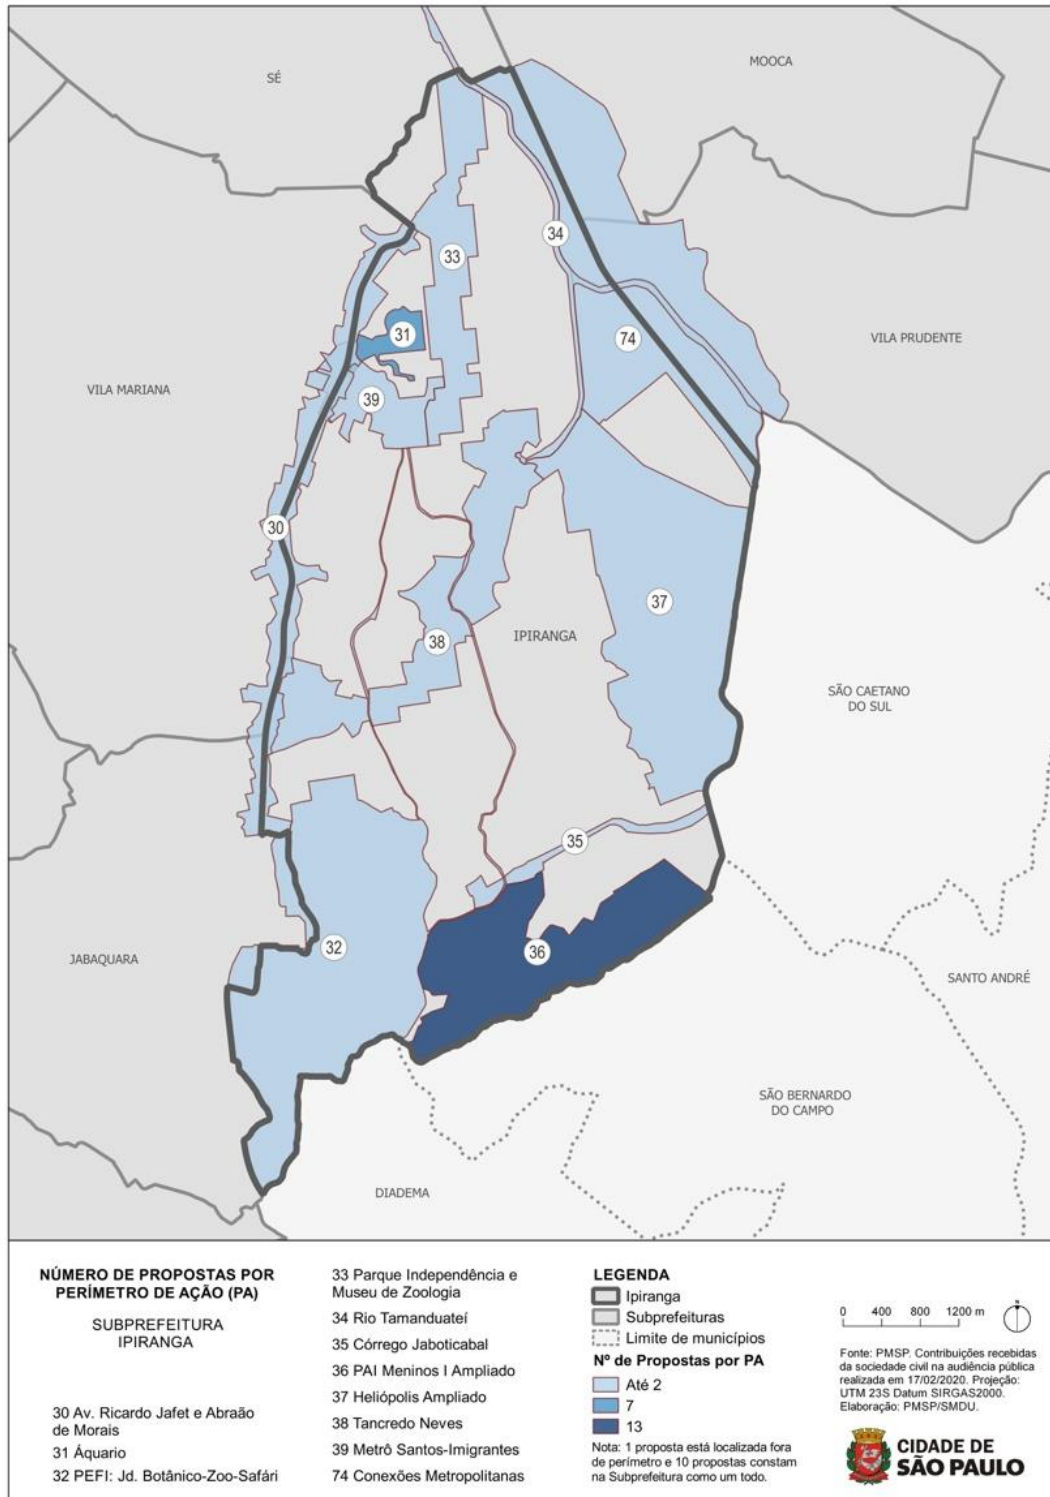 SÉ
MOOCA
34
33
31
74
VILA PRUDENTE
VILA MARIANA
39
30
37
IPIRANGA
38
SÃO CAETANO
DO SUL
35
32
36
JABAQUARA
SANTO ANDRÉ
SÃO BERNARDO
DO CAMPO
DIADEMA
NÚMERO DE PROPOSTAS POR
PERÍMETRO DE AÇÃO (PA)
SUBPREFEITURA
IPIRANGA
30 Av. Ricardo Jafet e Abraão
de Morais
31 Áquario
32 PEFI: Jd. Botânico-Zoo-Safári
33 Parque Independência e
Museu de Zoologia
34 Rio Tamanduateí
35 Córrego Jaboticabal
36 PAI Meninos I Ampliado
37 Heliópolis Ampliado
38 Tancredo Neves
39 Metrô Santos-Imigrantes
74 Conexões Metropolitanas
LEGENDA
Ipiranga
Subprefeituras
Limite de municípios
Nº de Propostas por PA
Até 2
7
13
Nota: 1 proposta está localizada fora
de perímetro e 10 propostas constam
na Subprefeitura como um todo.
0 400 800 1200 m
N
Fonte: PMSP. Contribuições recebidas
da sociedade civil na audiência pública
realizada em 17/02/2020. Projeção:
UTM 23S Datum SIRGAS2000.
Elaboração: PMSP/SMDU.
CIDADE DE
SÃO PAULO